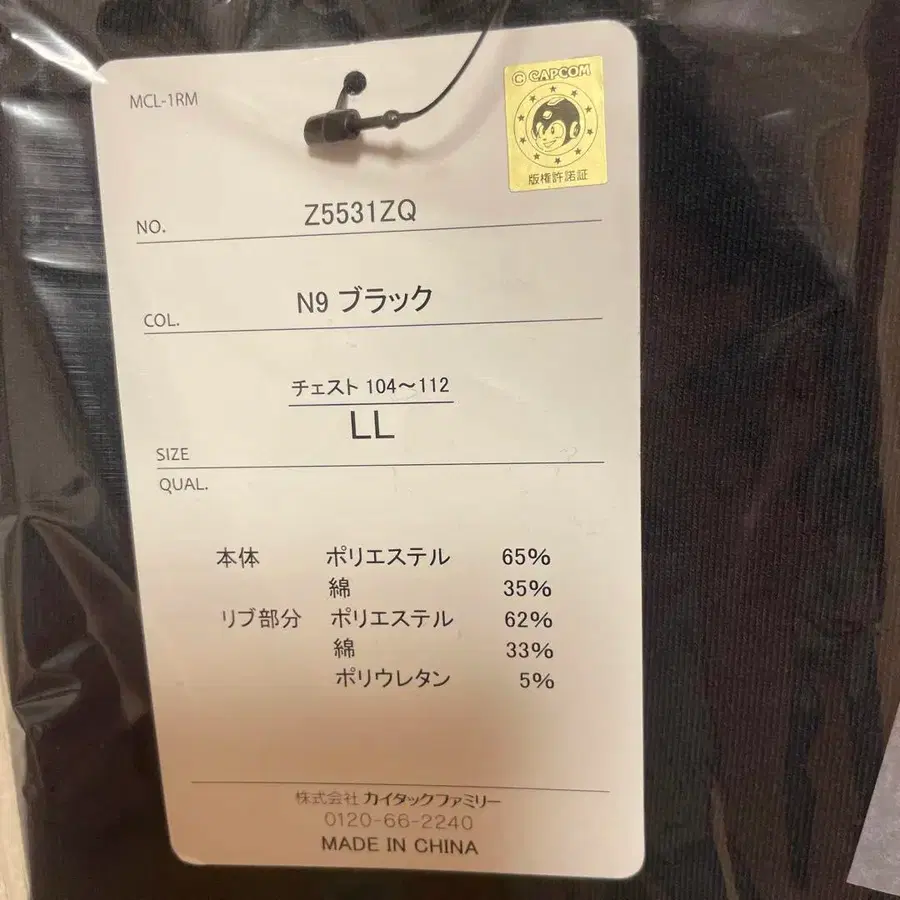 MCL-1RM
© CAPCOM
版権許諾証
NO. Z5531ZQ
COL. N9 ブラック
チェスト 104～112
SIZE LL
QUAL.
本体 ポリエステル 65%
綿 35%
リブ部分 ポリエステル 62%
綿 33%
ポリウレタン 5%
株式会社 カイタックファミリー
0120-66-2240
MADE IN CHINA